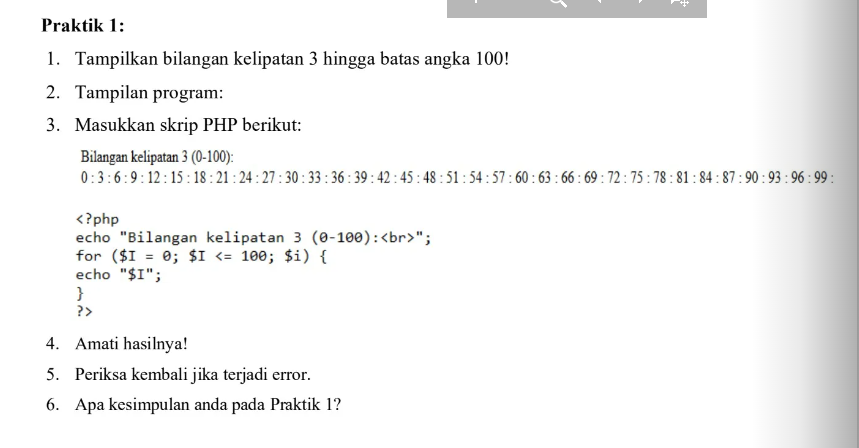 Praktik 1:
1. Tampilkan bilangan kelipatan 3 hingga batas angka 100!
2. Tampilan program:
3. Masukkan skrip PHP berikut:
Bilangan kelipatan 3 (0-100):
0 : 3 : 6 : 9 : 12 : 15 : 18 : 21 : 24 : 27 : 30 : 33 : 36 : 39 : 42 : 45 : 48 : 51 : 54 : 57 : 60 : 63 : 66 : 69 : 72 : 75 : 78 : 81 : 84 : 87 : 90 : 93 : 96 : 99 :
<?php
echo "Bilangan kelipatan 3 (0-100):<br>";
for ($I = 0; $I <= 100; $i) {
echo "$I";
}
?>
4. Amati hasilnya!
5. Periksa kembali jika terjadi error.
6. Apa kesimpulan anda pada Praktik 1?